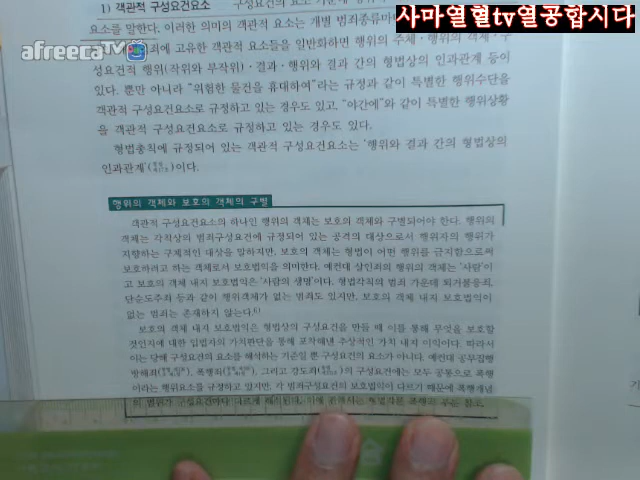 사마열혈tv열공합시다
afreecaTV
1) 객관적 구성요건요소
요소를 말한다. 이러한 의미의 객관적 요소는 개별 범죄종류마
죄에 고유한 객관적 요소들을 일반화하면 행위의 주체·행위의 객체·구
성요건적 행위(작위와 부작위)·결과·행위와 결과 간의 형법상의 인과관계 등이
있다. 뿐만 아니라 "위험한 물건을 휴대하여"라는 규정과 같이 특별한 행위수단을
객관적 구성요건요소로 규정하고 있는 경우도 있고, "야간에"와 같이 특별한 행위상황
을 객관적 구성요건요소로 규정하고 있는 경우도 있다.
형법총칙에 규정되어 있는 객관적 구성요건요소는 '행위와 결과 간의 형법상의
인과관계'이다.
행위의 객체와 보호의 객체의 구별
객관적 구성요건요소의 하나인 행위의 객체는 보호의 객체와 구별되어야 한다. 행위의
객체는 각칙상의 범죄구성요건에 규정되어 있는 공격의 대상으로서 행위자의 행위가
지향하는 구체적인 대상을 말하지만, 보호의 객체는 형법이 어떤 행위를 금지함으로써
보호하려고 하는 객체로서 보호법익을 의미한다. 예컨대 살인죄의 행위의 객체는 '사람'이
고 보호의 객체 내지 보호법익은 '사람의 생명'이다. 형법각칙의 범죄 가운데 퇴거불응죄,
단순도주죄 등과 같이 행위객체가 없는 범죄도 있지만, 보호의 객체 내지 보호법익이
없는 범죄는 존재하지 않는다.6)
보호의 객체 내지 보호법익은 형법상의 구성요건을 만들 때 이를 통해 무엇을 보호할
것인지에 대한 입법자의 가치판단을 통해 포착해낸 추상적인 가치 내지 이익이다. 따라서
이는 당해 구성요건의 요소를 해석하는 기준일 뿐 구성요건의 요소가 아니다. 예컨대 공무집행
방해죄, 폭행죄, 그리고 강도죄의 구성요건에는 모두 공통으로 폭행
이라는 행위요소를 규정하고 있지만, 각 범죄구성요건의 보호법익이 다르기 때문에 폭행개념
의 범위가 구성요건마다 다르게 해석된다.